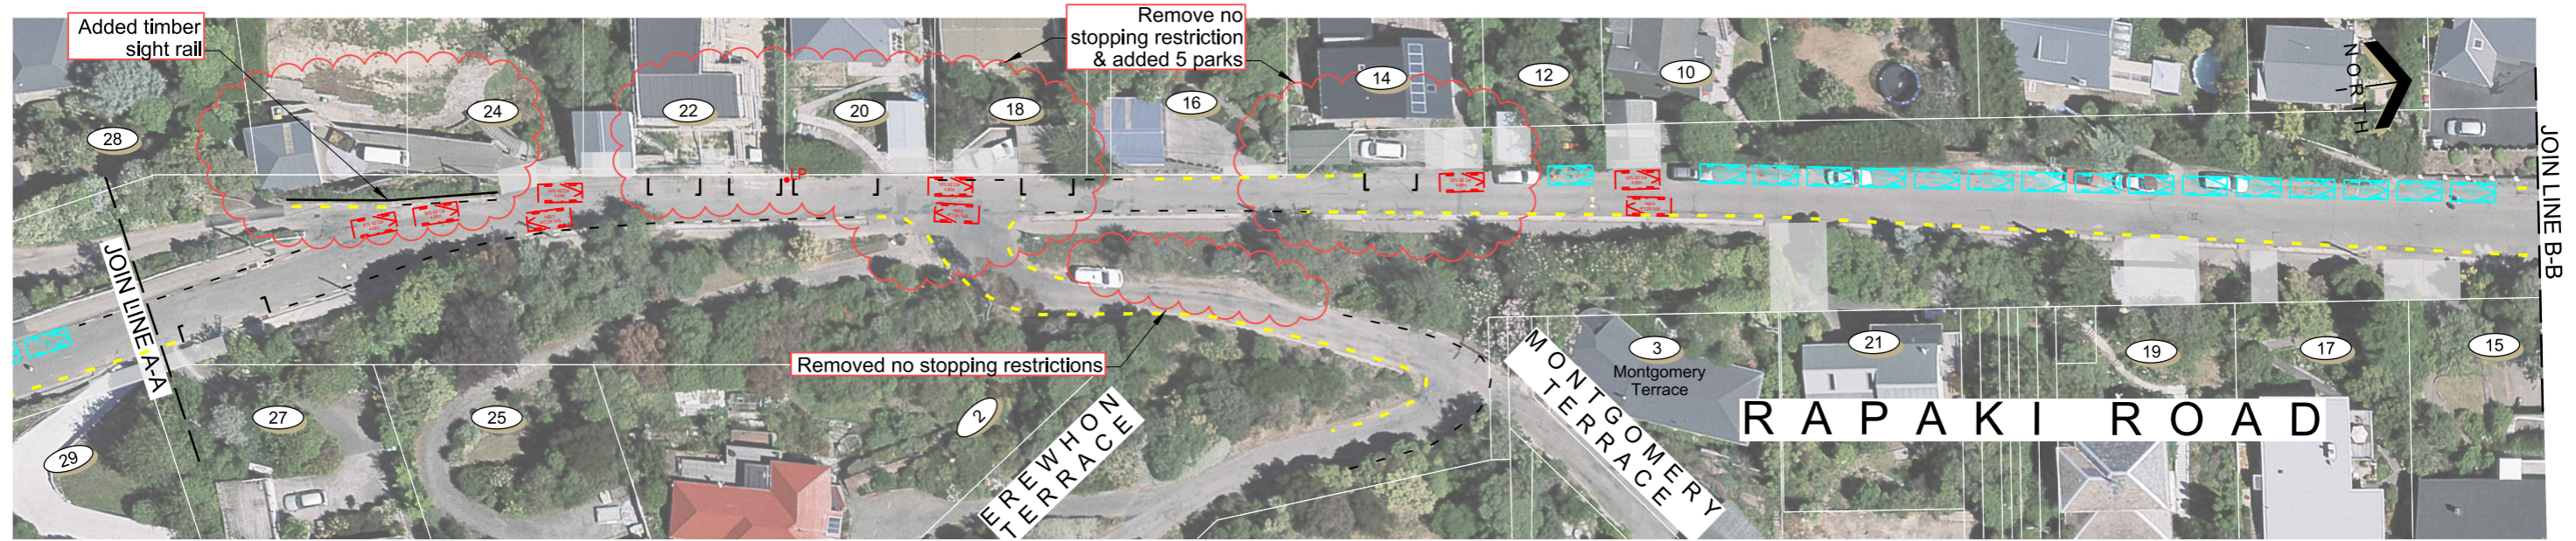 Added timber
sight rail
Remove no
stopping restriction
& added 5 parks
Removed no stopping restrictions
28
24
22
20
18
16
14
12
10
LP
NORTH
JOIN LINE A-A
JOIN LINE B-B
29
27
25
2
EREWHON
TERRACE
MONTGOMERY
TERRACE
3
Montgomery
Terrace
21
19
17
15
RAPAKI ROAD